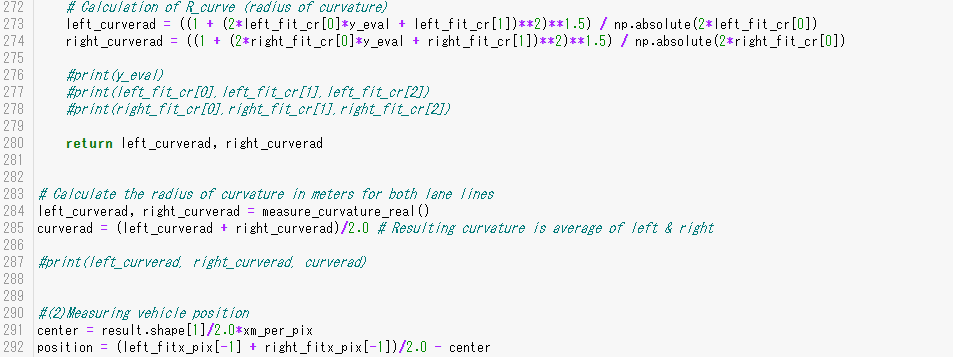 272     # Calculation of R_curve (radius of curvature)
273     left_curverad = ((1 + (2*left_fit_cr[0]*y_eval + left_fit_cr[1])**2)**1.5) / np.absolute(2*left_fit_cr[0])
274     right_curverad = ((1 + (2*right_fit_cr[0]*y_eval + right_fit_cr[1])**2)**1.5) / np.absolute(2*right_fit_cr[0])
275
276     #print(y_eval)
277     #print(left_fit_cr[0],left_fit_cr[1],left_fit_cr[2])
278     #print(right_fit_cr[0],right_fit_cr[1],right_fit_cr[2])
279
280     return left_curverad, right_curverad
281
282
283 # Calculate the radius of curvature in meters for both lane lines
284 left_curverad, right_curverad = measure_curvature_real()
285 curverad = (left_curverad + right_curverad)/2.0 # Resulting curvature is average of left & right
286
287 #print(left_curverad, right_curverad, curverad)
288
289
290 #(2)Measuring vehicle position
291 center = result.shape[1]/2.0*xm_per_pix
292 position = (left_fitx_pix[-1] + right_fitx_pix[-1])/2.0 - center